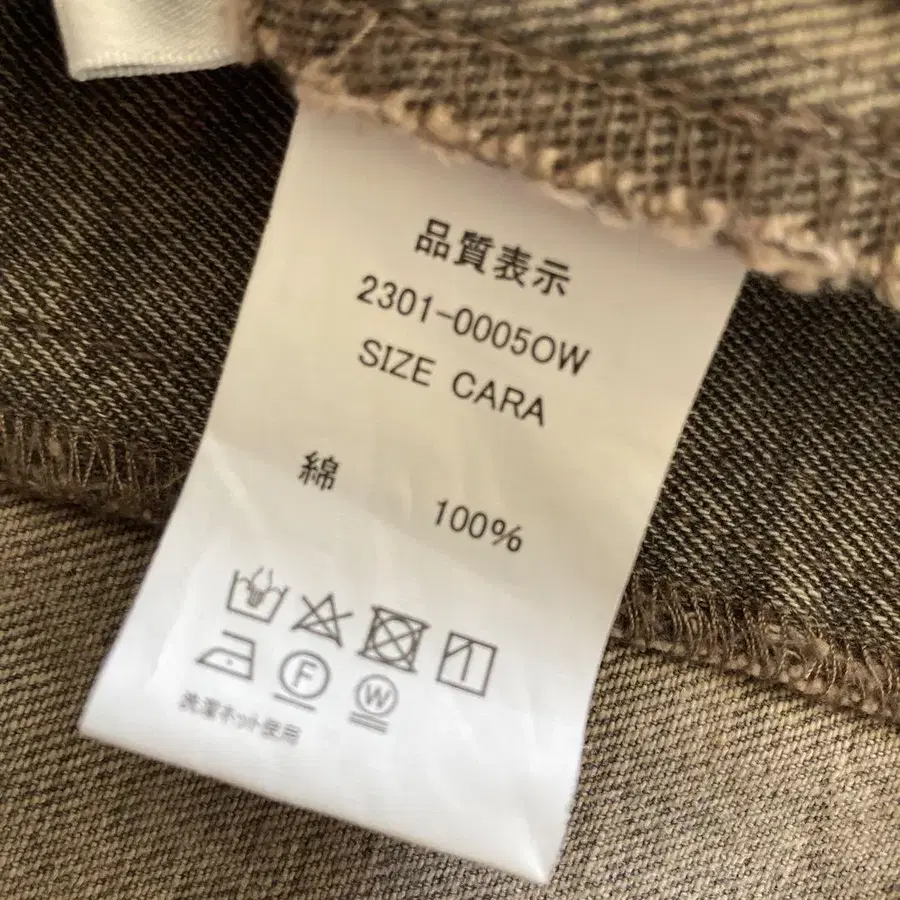 品質表示
2301-0005OW
SIZE CARA
綿 100%
F W
洗濯ネット使用